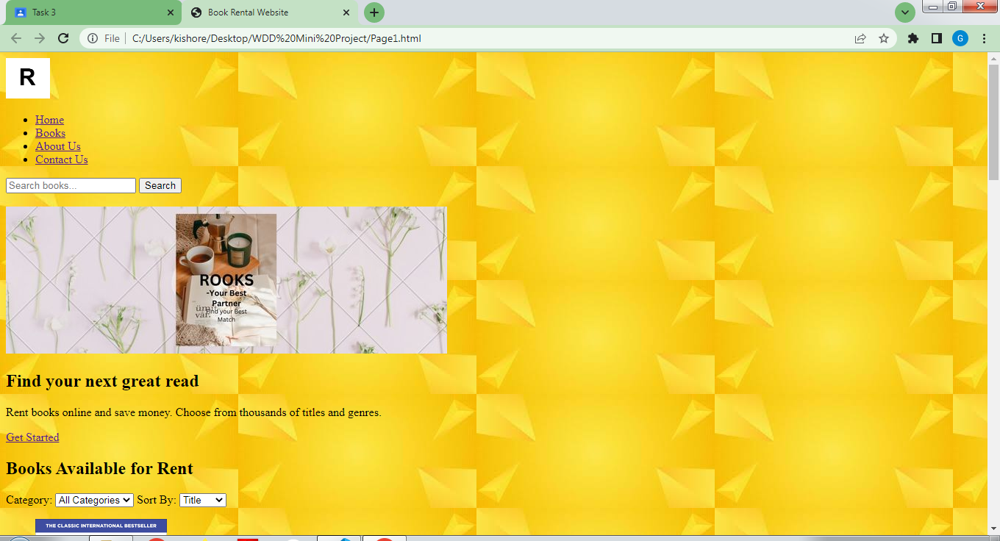 Task 3
Book Rental Website
File
C:/Users/kishore/Desktop/WDD%20Mini%20Project/Page1.html
G
R
Home
Books
About Us
Contact Us
Search books...
Search
ROOKS
-Your Best
Partner
Find your Best
Match
ümit
var.
Find your next great read
Rent books online and save money. Choose from thousands of titles and genres.
Get Started
Books Available for Rent
Category: All Categories Sort By: Title
THE CLASSIC INTERNATIONAL BESTSELLER